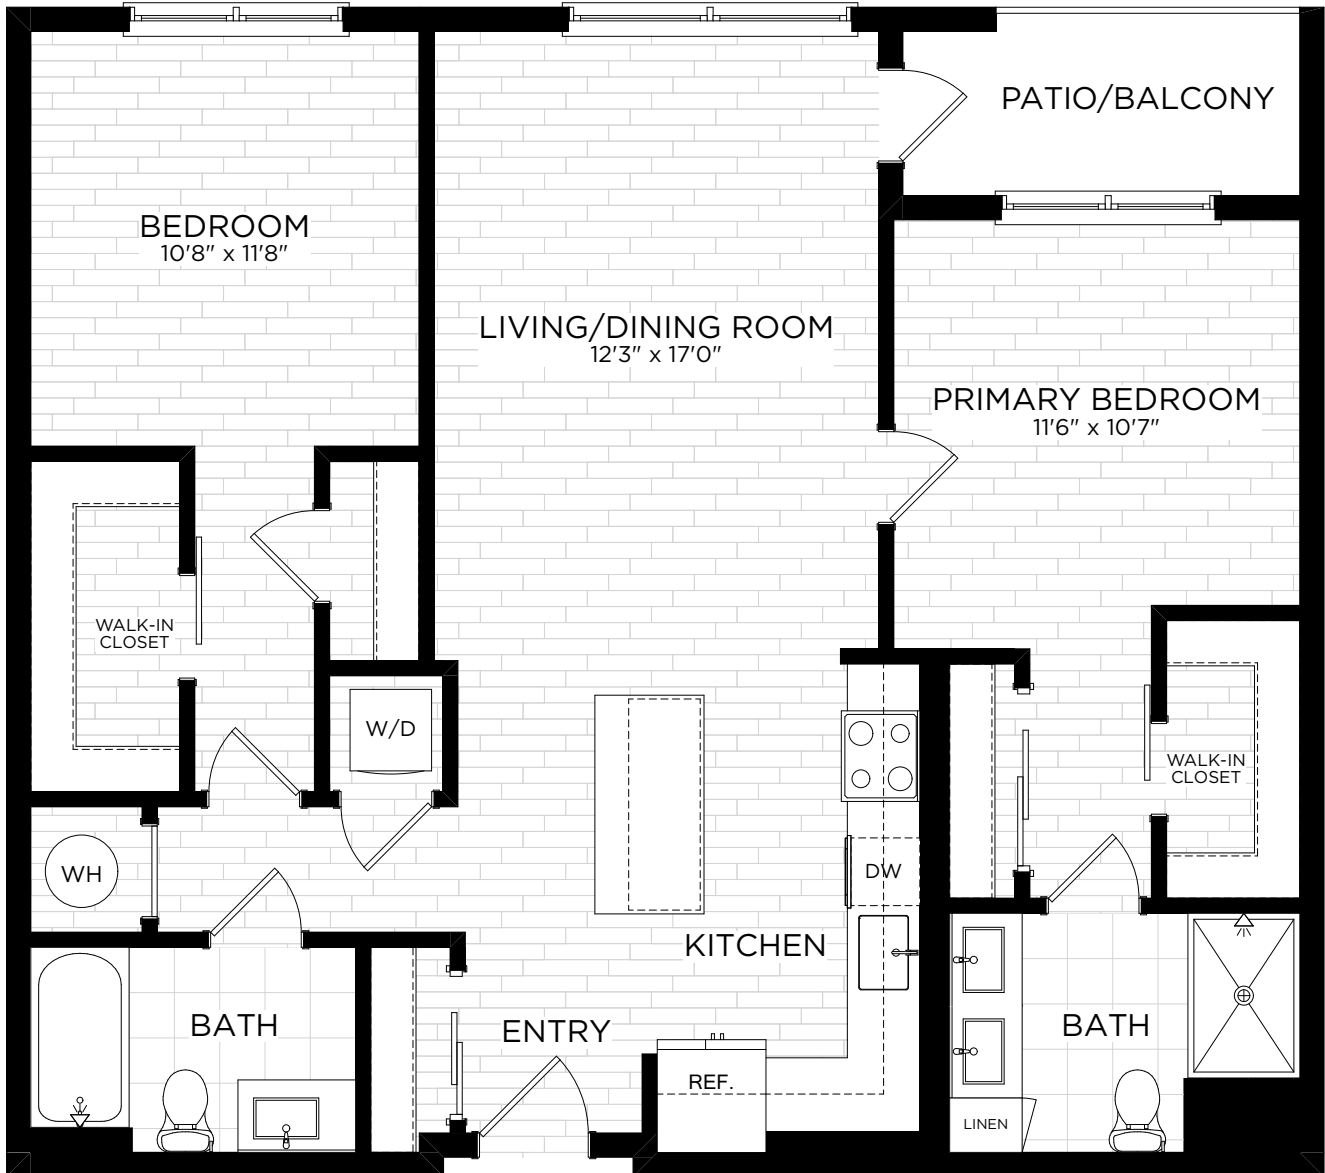 PATIO/BALCONY
BEDROOM
10'8" x 11'8"
LIVING/DINING ROOM
12'3" x 17'0"
PRIMARY BEDROOM
11'6" x 10'7"
WALK-IN
CLOSET
W/D
WALK-IN
CLOSET
WH
DW
KITCHEN
BATH
ENTRY
BATH
REF.
LINEN